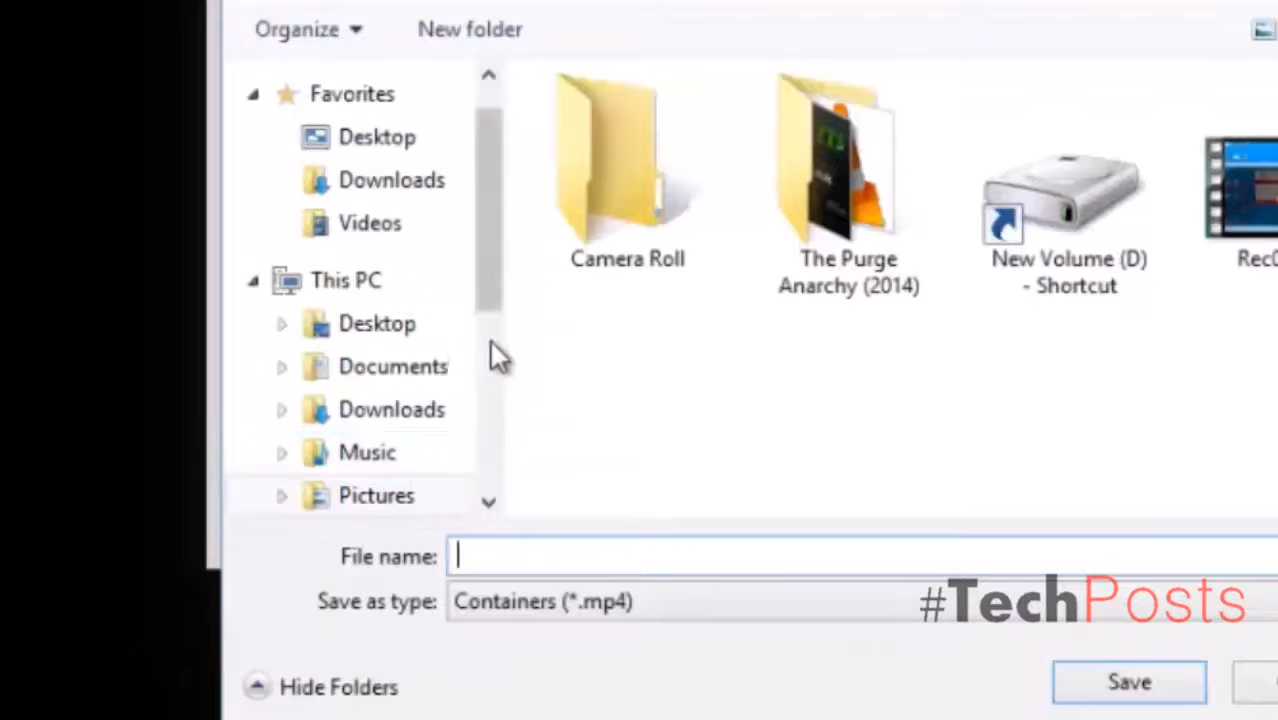 Organize
New folder
Favorites
Desktop
Downloads
Videos
This PC
Desktop
Documents
Downloads
Music
Pictures
Camera Roll
The Purge
Anarchy (2014)
New Volume (D)
- Shortcut
File name:
Save as type:
Containers (*.mp4)
#TechPosts
Hide Folders
Save